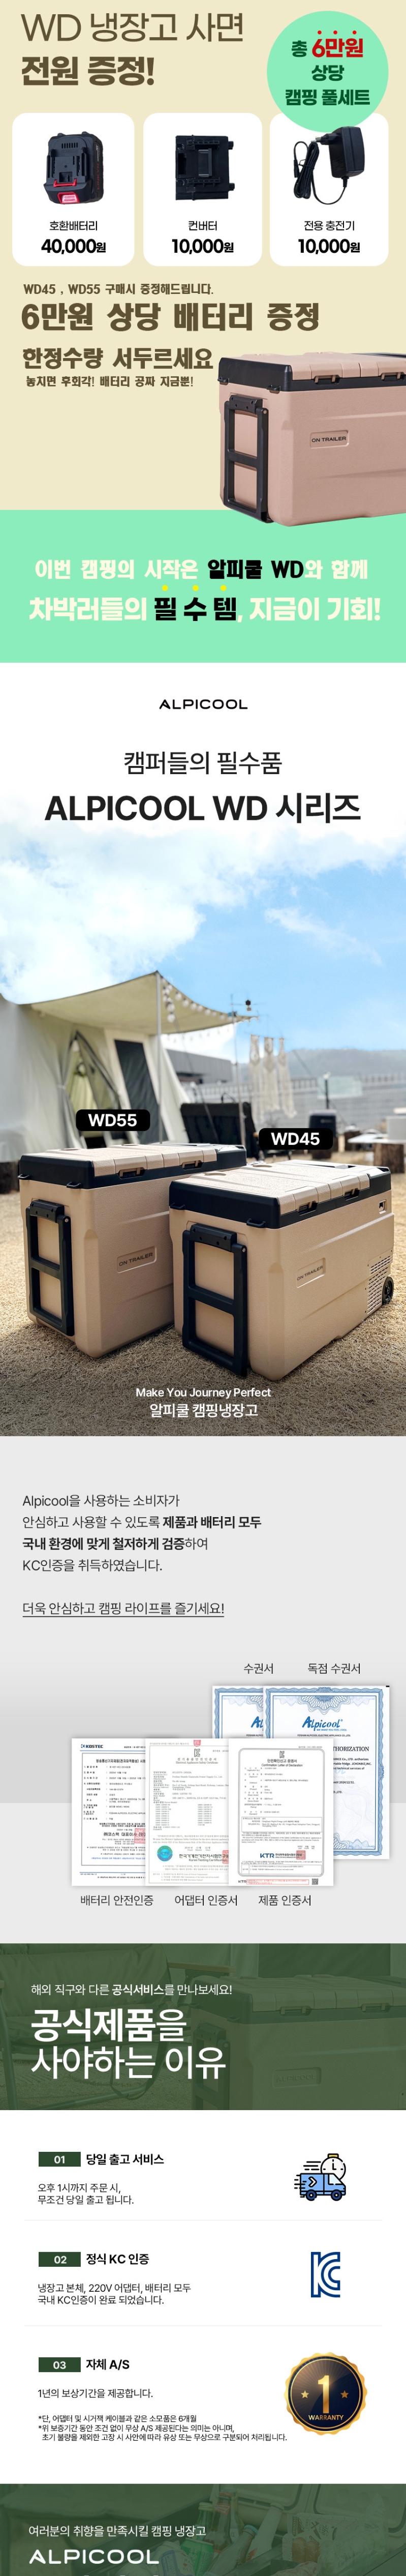 WD 냉장고 사면
전원 증정!
총 6만원
상당
캠핑 풀세트
호환배터리
40,000원
컨버터
10,000원
전용 충전기
10,000원
WD45 , WD55 구매시 증정해드립니다.
6만원 상당 배터리 증정
한정수량 서두르세요
놓치면 후회각! 배터리 공짜 지금뿐!
ON TRAILER
이번 캠핑의 시작은 알피쿨 WD와 함께
차박러들의 필수템, 지금이 기회!
ALPICOOL
캠퍼들의 필수품
ALPICOOL WD 시리즈
WD55
WD45
ON TRAILER
ON TRAILER
Make You Journey Perfect
알피쿨 캠핑냉장고
Alpicool을 사용하는 소비자가
안심하고 사용할 수 있도록 제품과 배터리 모두
국내 환경에 맞게 철저하게 검증하여
KC인증을 취득하였습니다.
더욱 안심하고 캠핑 라이프를 즐기세요!
수권서
독점 수권서
Alpicool
KTR
배터리 안전인증
어댑터 인증서
제품 인증서
해외 직구와 다른 공식서비스를 만나보세요!
공식제품을
사야하는 이유
01 당일 출고 서비스
오후 1시까지 주문 시,
무조건 당일 출고 됩니다.
02 정식 KC 인증
냉장고 본체, 220V 어댑터, 배터리 모두
국내 KC인증이 완료 되었습니다.
03 자체 A/S
1년의 보상기간을 제공합니다.
1
WARRANTY
*단, 어댑터 및 시거잭 케이블과 같은 소모품은 6개월
*위 보증기간 동안 조건 없이 무상 A/S 제공된다는 의미는 아니며,
초기 불량을 제외한 고장 시 사안에 따라 유상 또는 무상으로 구분되어 처리됩니다.
여러분의 취향을 만족시킬 캠핑 냉장고
ALPICOOL